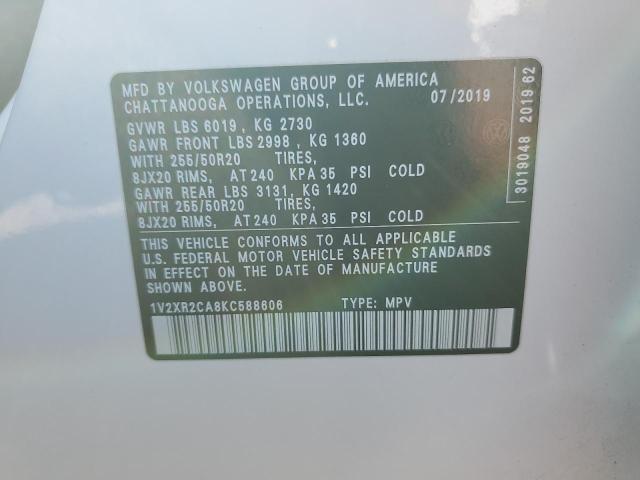 MFD BY VOLKSWAGEN GROUP OF AMERICA
CHATTANOOGA OPERATIONS, LLC. 07/2019
GVWR LBS 6019 , KG 2730
GAWR FRONT LBS 2998 , KG 1360
WITH 255/50R20 TIRES,
8JX20 RIMS, AT 240 KPA 35 PSI COLD
GAWR REAR LBS 3131, KG 1420
WITH 255/50R20 TIRES,
8JX20 RIMS, AT 240 KPA 35 PSI COLD
THIS VEHICLE CONFORMS TO ALL APPLICABLE
U.S. FEDERAL MOTOR VEHICLE SAFETY STANDARDS
IN EFFECT ON THE DATE OF MANUFACTURE
SHOWN ABOVE.
1V2XR2CA8KC588606 TYPE: MPV
3019048 2019 62